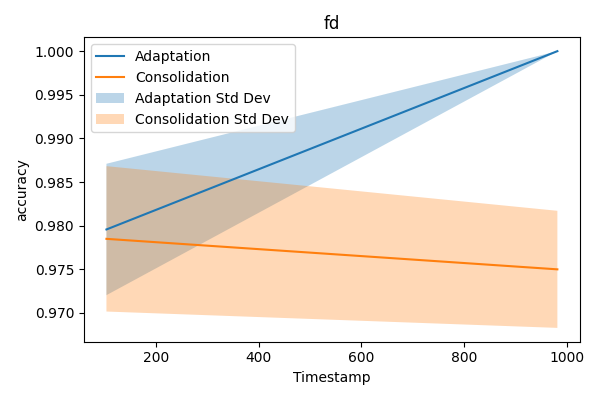 fd
Adaptation
Consolidation
Adaptation Std Dev
Consolidation Std Dev
1.000
0.995
0.990
0.985
0.980
0.975
0.970
accuracy
200 400 600 800 1000
Timestamp